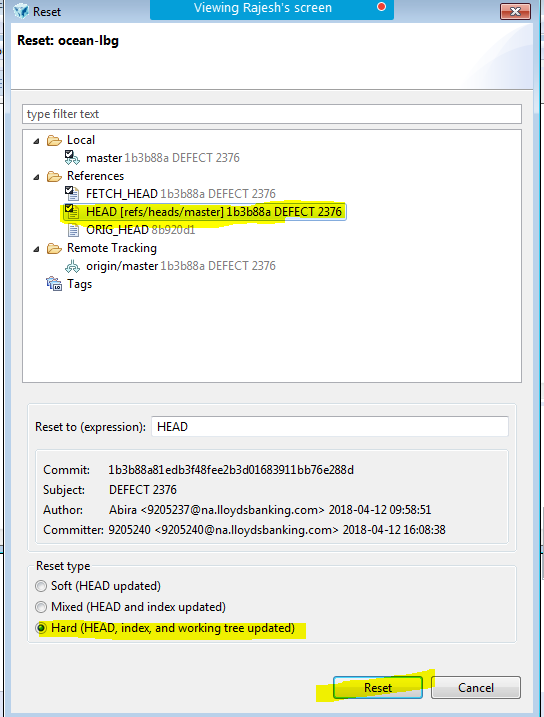 Reset
Viewing Rajesh's screen
Reset: ocean-lbg
type filter text
Local
master 1b3b88a DEFECT 2376
References
FETCH_HEAD 1b3b88a DEFECT 2376
HEAD [refs/heads/master] 1b3b88a DEFECT 2376
ORIG_HEAD 8b920d1
Remote Tracking
origin/master 1b3b88a DEFECT 2376
Tags
Reset to (expression): HEAD
Commit: 1b3b88a81edb3f48fee2b3d01683911bb76e288d
Subject: DEFECT 2376
Author: Abira <9205237@na.lloydsbanking.com> 2018-04-12 09:58:51
Committer: 9205240 <9205240@na.lloydsbanking.com> 2018-04-12 16:08:38
Reset type
Soft (HEAD updated)
Mixed (HEAD and index updated)
Hard (HEAD, index, and working tree updated)
Reset Cancel